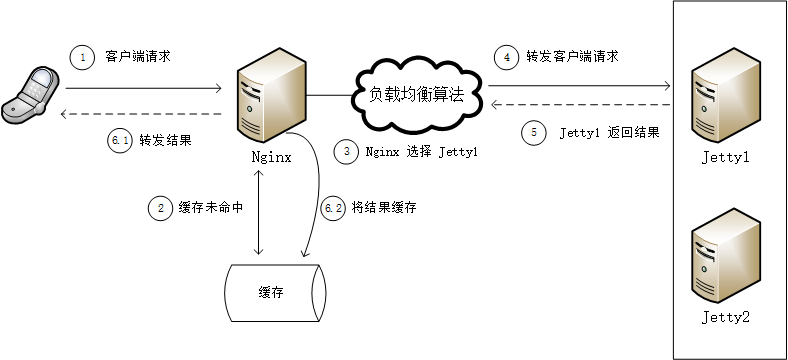 1 客户端请求
6.1 转发结果
Nginx
负载均衡算法
3 Nginx 选择 Jetty1
4 转发客户端请求
5 Jetty1 返回结果
Jetty1
2 缓存未命中
6.2 将结果缓存
缓存
Jetty2